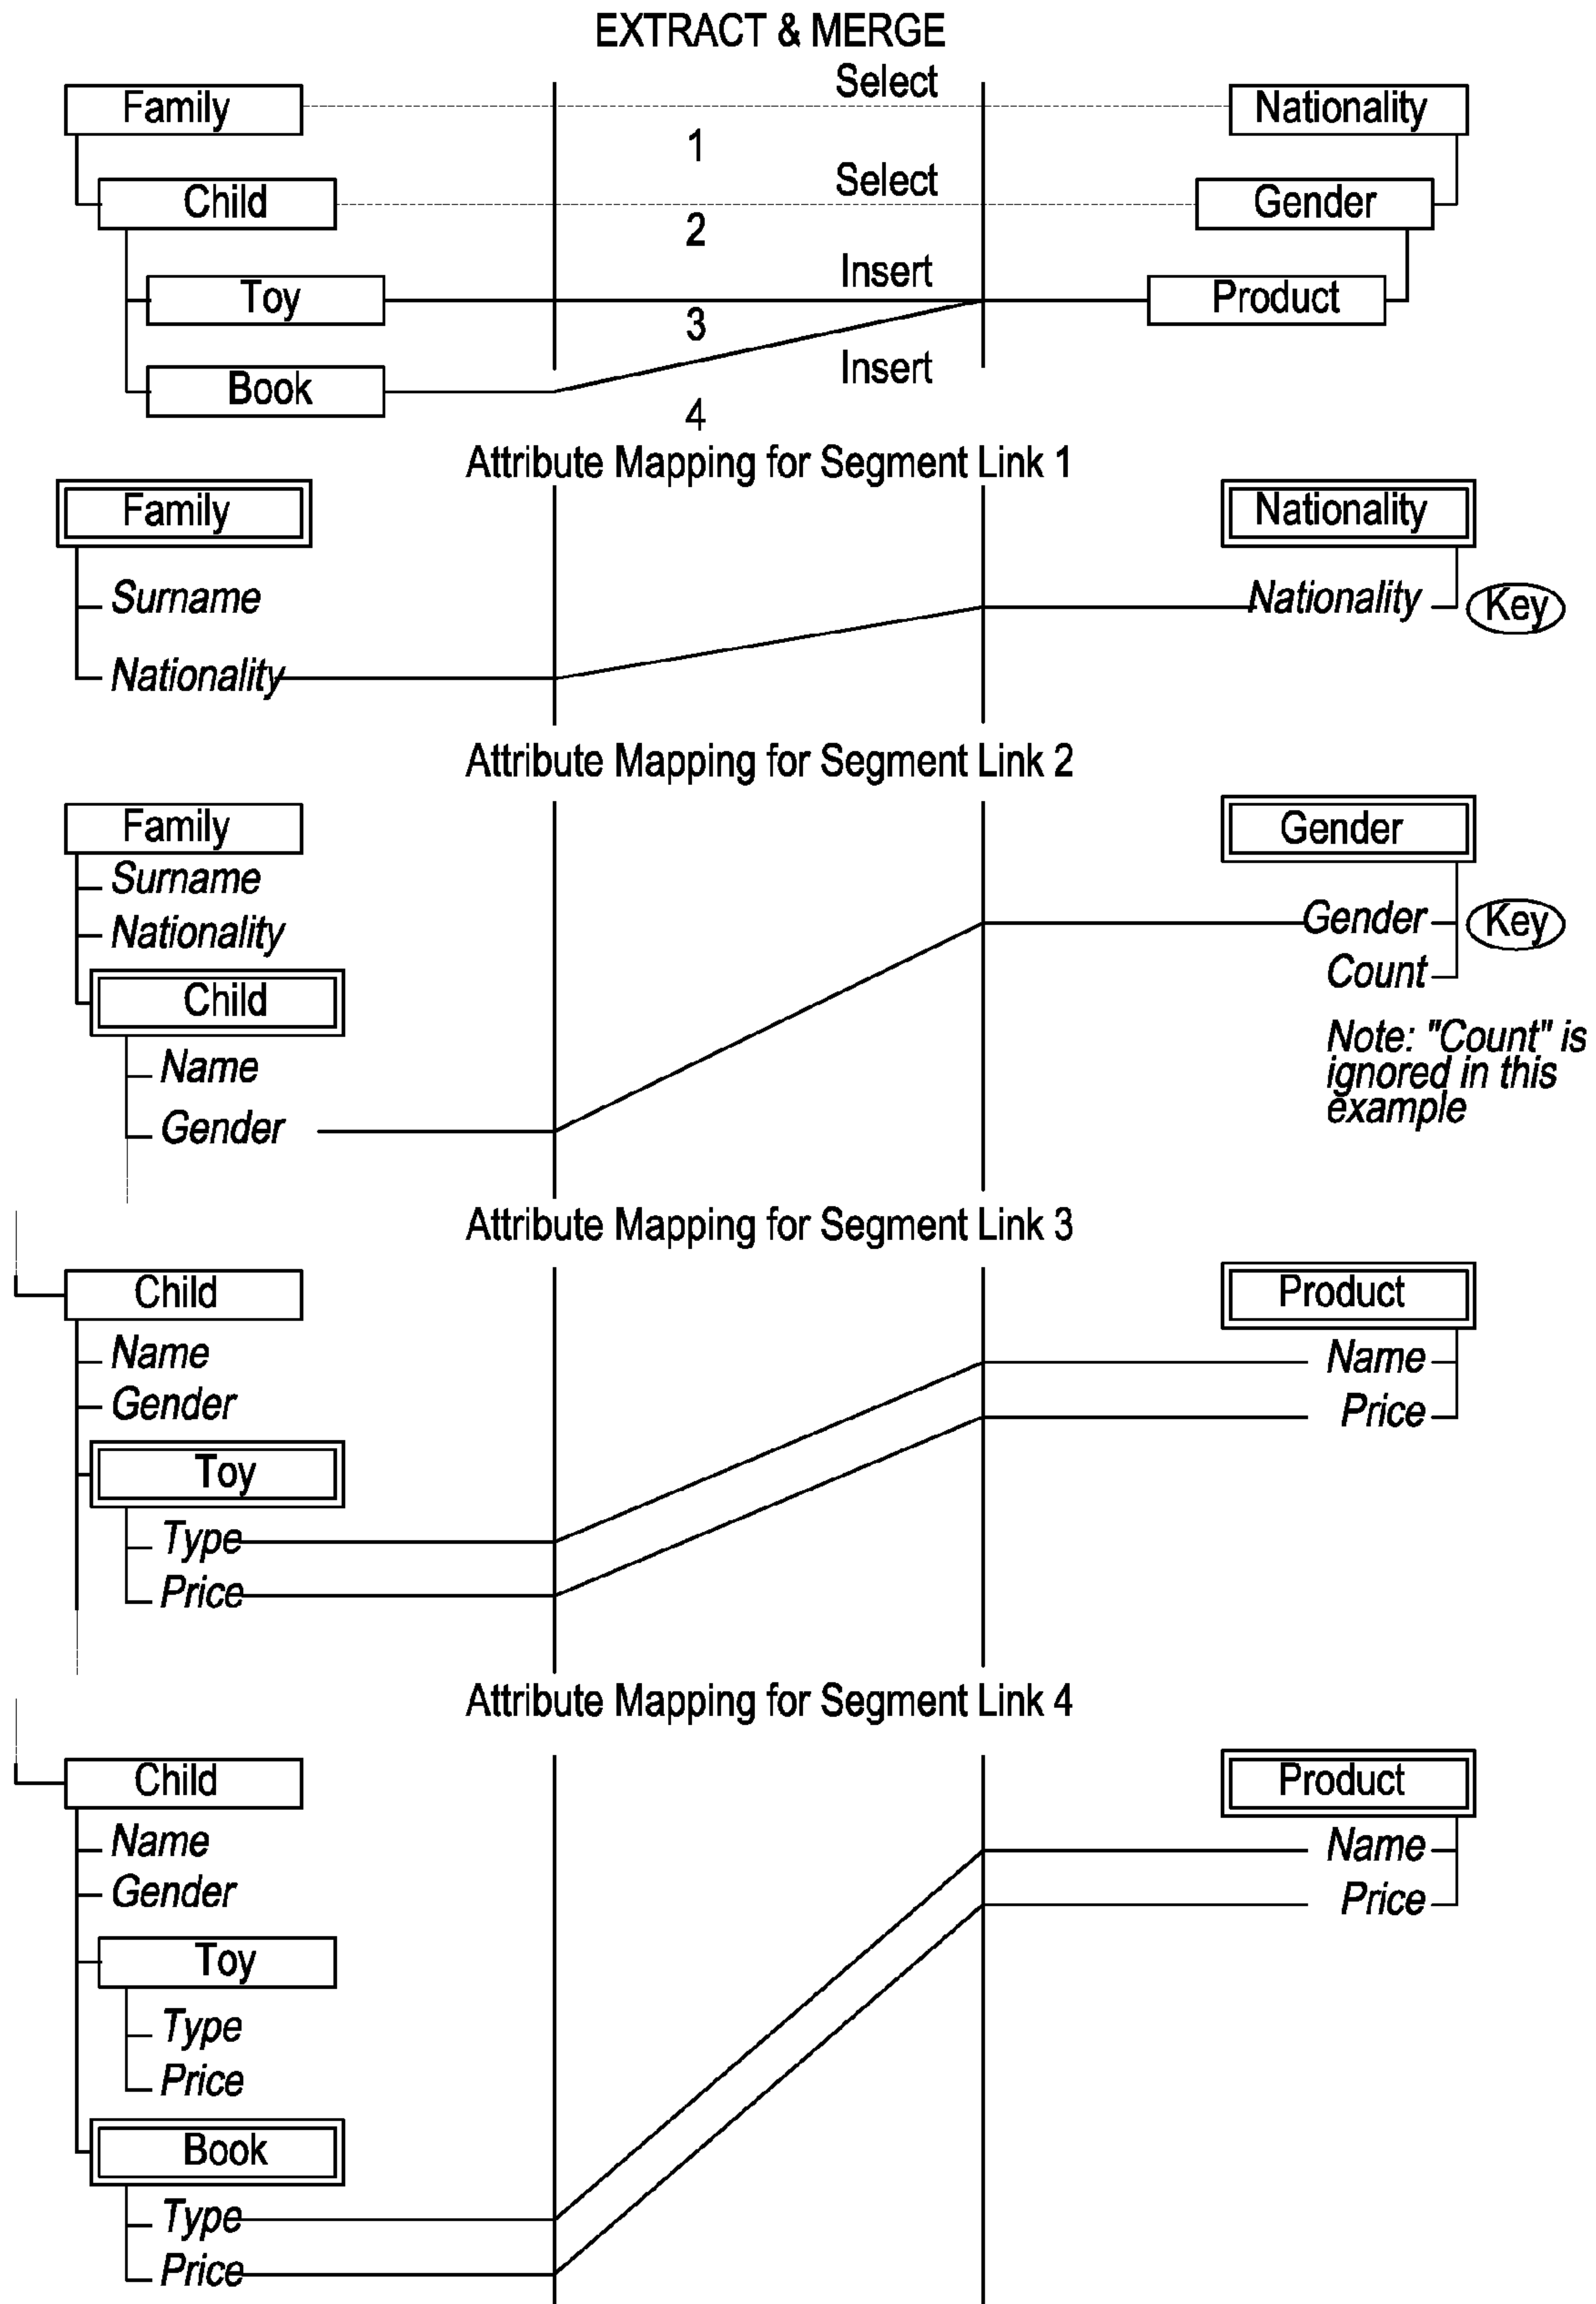 EXTRACT & MERGE
Select
Family
Nationality
1
Select
Child
Gender
2
Insert
Toy
Product
3
Insert
Book
4
Attribute Mapping for Segment Link 1
Family
Nationality
Surname
Nationality
Key
Nationality
Attribute Mapping for Segment Link 2
Family
Gender
Surname
Nationality
Gender
Key
Count
Child
Note: "Count" is
ignored in this
example
Name
Gender
Attribute Mapping for Segment Link 3
Child
Product
Name
Name
Gender
Price
Toy
Type
Price
Attribute Mapping for Segment Link 4
Child
Product
Name
Name
Gender
Price
Toy
Type
Price
Book
Type
Price